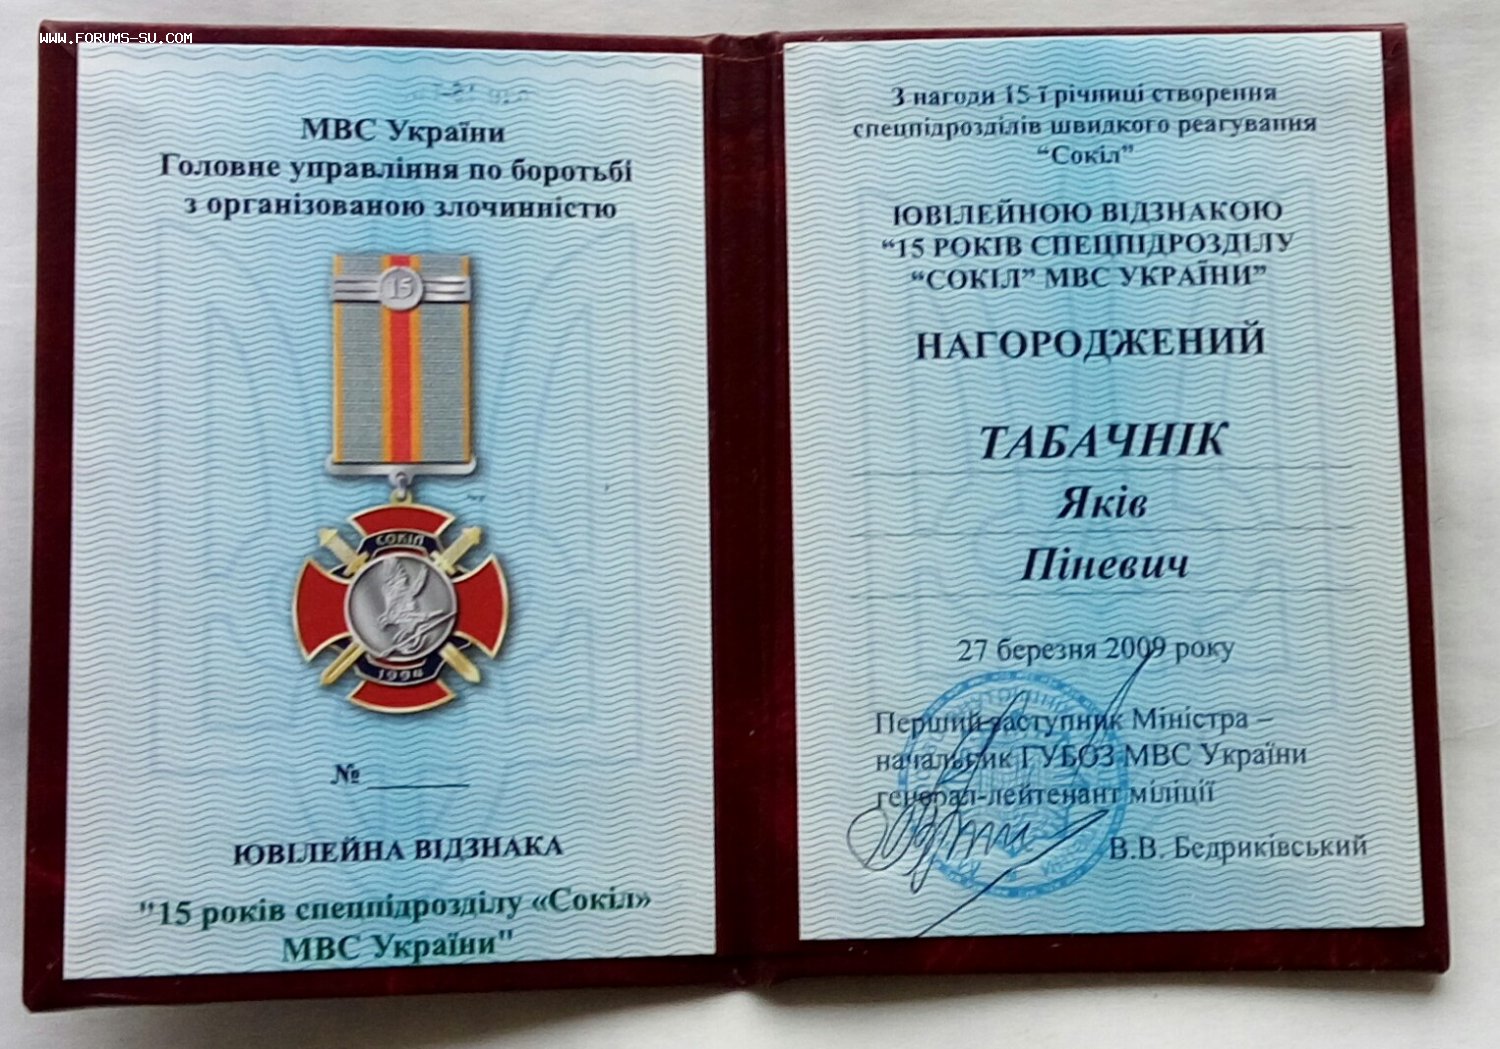 WWW.FORUMS-SU.COM
МВС України
Головне управління по боротьбі
з організованою злочинністю
15
СОКІЛ
1994
№ ______
ЮВІЛЕЙНА ВІДЗНАКА
"15 років спецпідрозділу «Сокіл»
МВС України"
З нагоди 15-ї річниці створення
спецпідрозділів швидкого реагування
“Сокіл”
ЮВІЛЕЙНОЮ ВІДЗНАКОЮ
“15 РОКІВ СПЕЦПІДРОЗДІЛУ
“СОКІЛ” МВС УКРАЇНИ”
НАГОРОДЖЕНИЙ
ТАБАЧНІК
Яків
Піневич
27 березня 2009 року
Перший заступник Міністра –
начальник ГУБОЗ МВС України
генерал-лейтенант міліції
В.В. Бедриківський